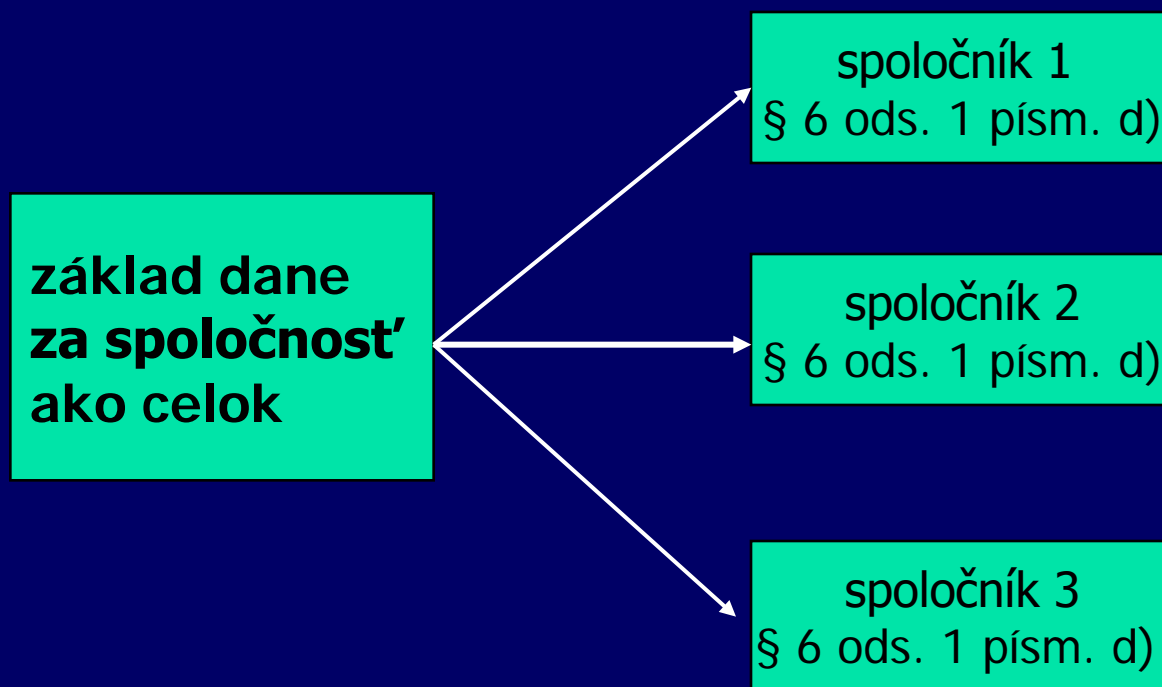 spoločník 1
§ 6 ods. 1 písm. d)
základ dane
za spoločnosť
ako celok
spoločník 2
§ 6 ods. 1 písm. d)
spoločník 3
§ 6 ods. 1 písm. d)